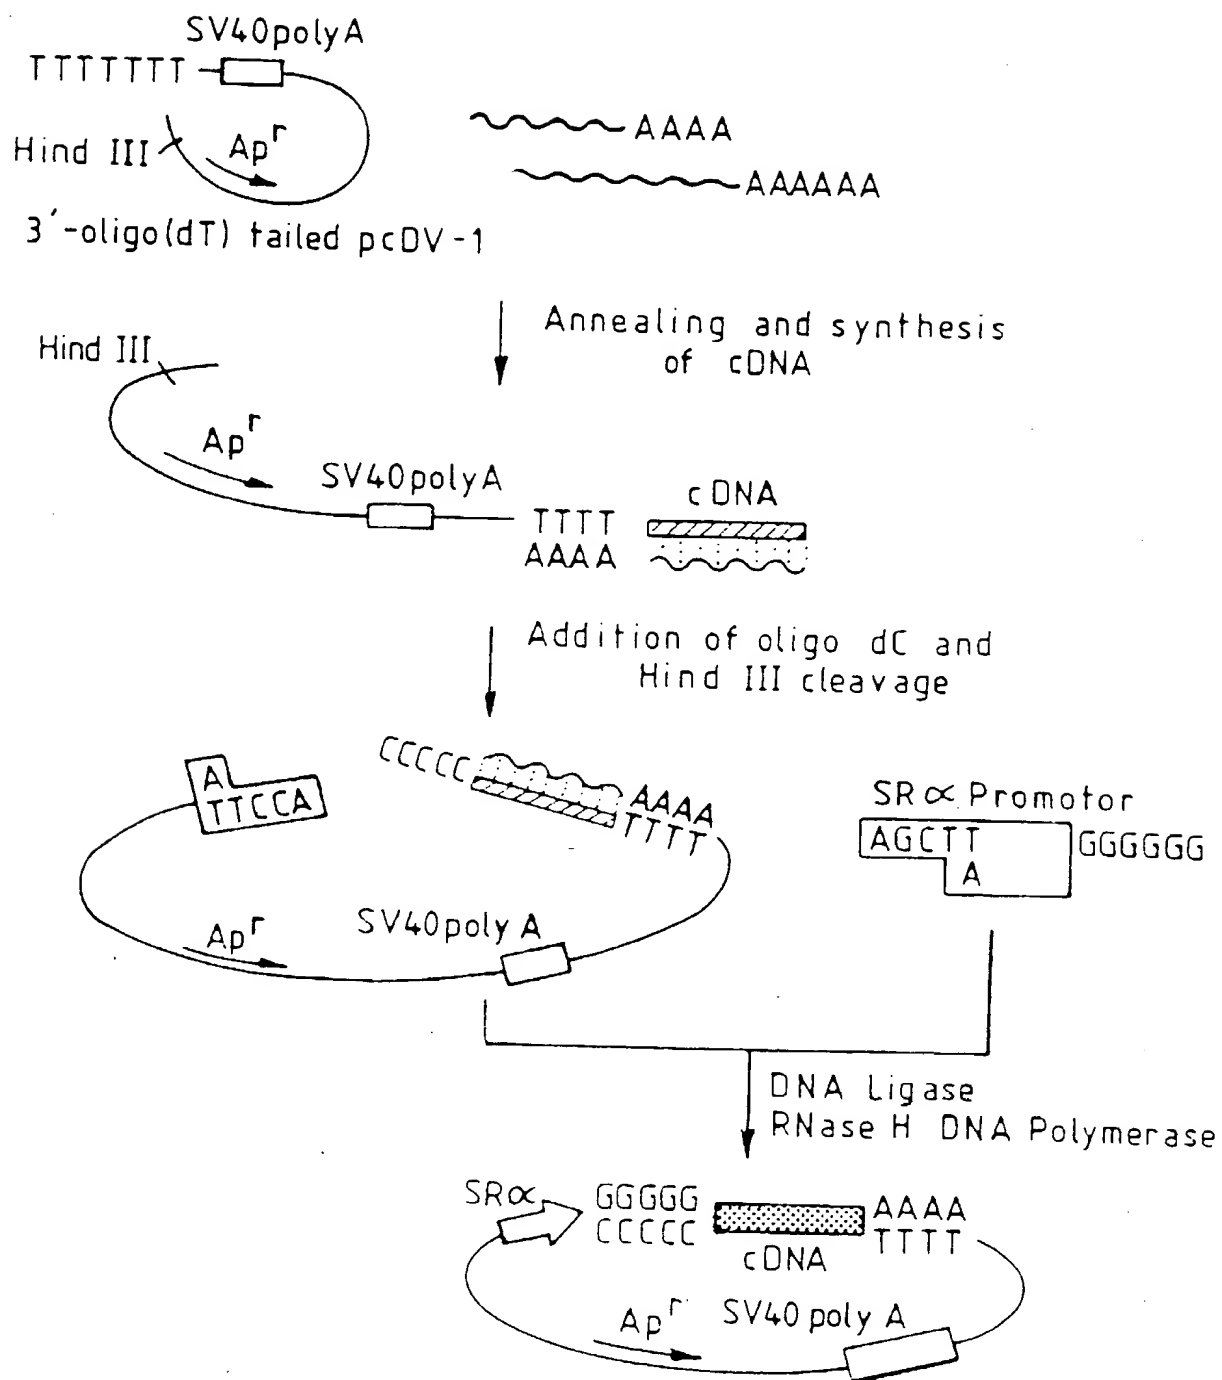 SV40polyA
TTTTTTT
Hind III
Ap^r
3´-oligo(dT) tailed pcDV-1
AAAA
AAAAAA
Annealing and synthesis
of cDNA
Hind III
Ap^r
SV40polyA
cDNA
TTTT
AAAA
Addition of oligo dC and
Hind III cleavage
A
TTCCA
CCCCC
AAAA
TTTT
Ap^r
SV40poly A
SR∝ Promotor
AGCTT
A
GGGGGG
DNA Ligase
RNase H DNA Polymerase
SR∝
GGGGG
CCCCC
cDNA
AAAA
TTTT
Ap^r
SV40 poly A